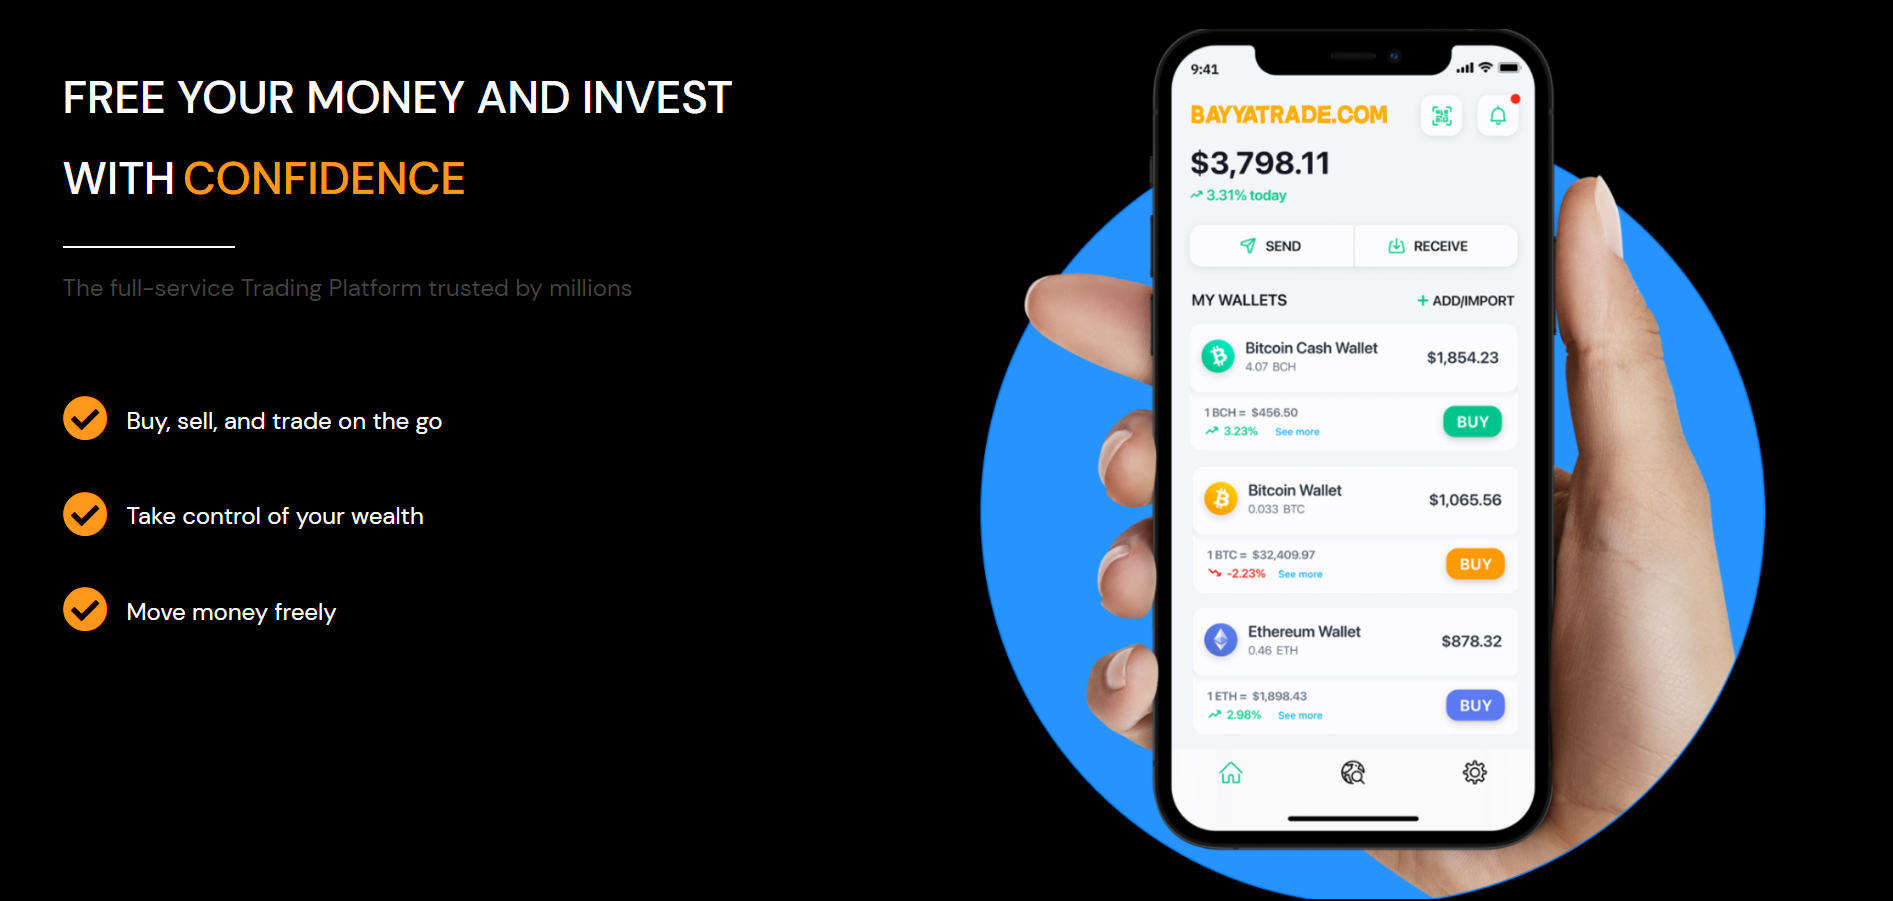 FREE YOUR MONEY AND INVEST
WITH CONFIDENCE
The full-service Trading Platform trusted by millions
Buy, sell, and trade on the go
Take control of your wealth
Move money freely
9:41
BAYYATRADE.COM
$3,798.11
3.31% today
SEND
RECEIVE
MY WALLETS
+ ADD/IMPORT
Bitcoin Cash Wallet
4.07 BCH
$1,854.23
1 BCH = $456.50
3.23% See more
BUY
Bitcoin Wallet
0.033 BTC
$1,065.56
1 BTC = $32,409.97
-2.23% See more
BUY
Ethereum Wallet
0.46 ETH
$878.32
1 ETH = $1,898.43
2.98% See more
BUY